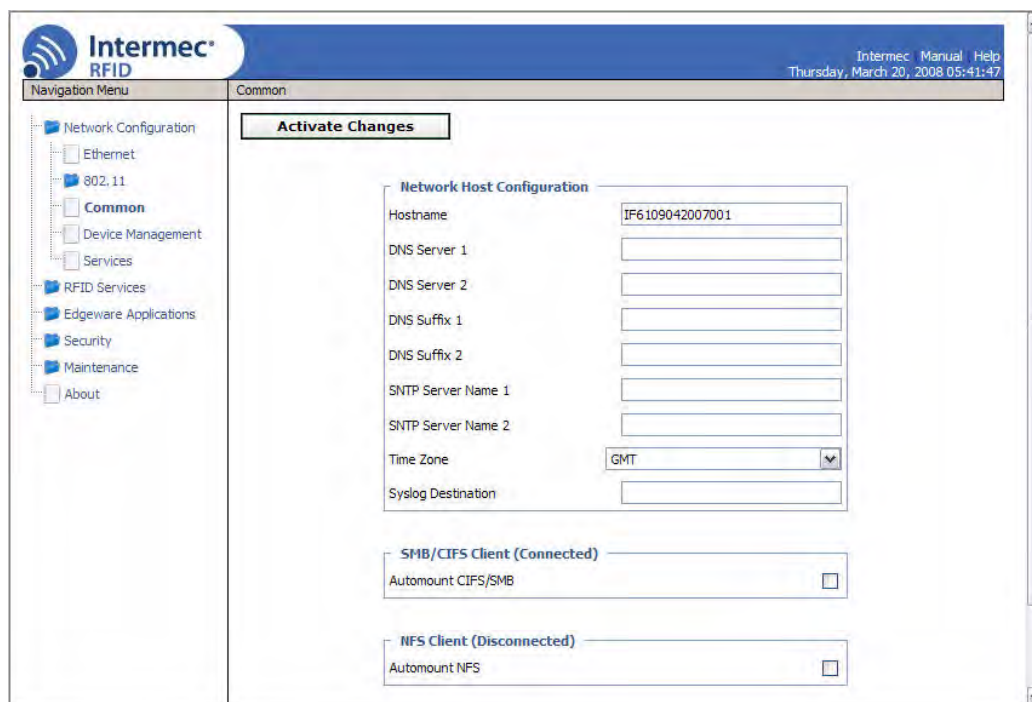 Intermec®
RFID
Intermec | Manual | Help
Thursday, March 20, 2008 05:41:47
Navigation Menu
Common
Network Configuration
Ethernet
802.11
Common
Device Management
Services
RFID Services
Edgeware Applications
Security
Maintenance
About
Activate Changes
Network Host Configuration
Hostname
IF6109042007001
DNS Server 1
DNS Server 2
DNS Suffix 1
DNS Suffix 2
SNTP Server Name 1
SNTP Server Name 2
Time Zone
GMT
Syslog Destination
SMB/CIFS Client (Connected)
Automount CIFS/SMB
NFS Client (Disconnected)
Automount NFS